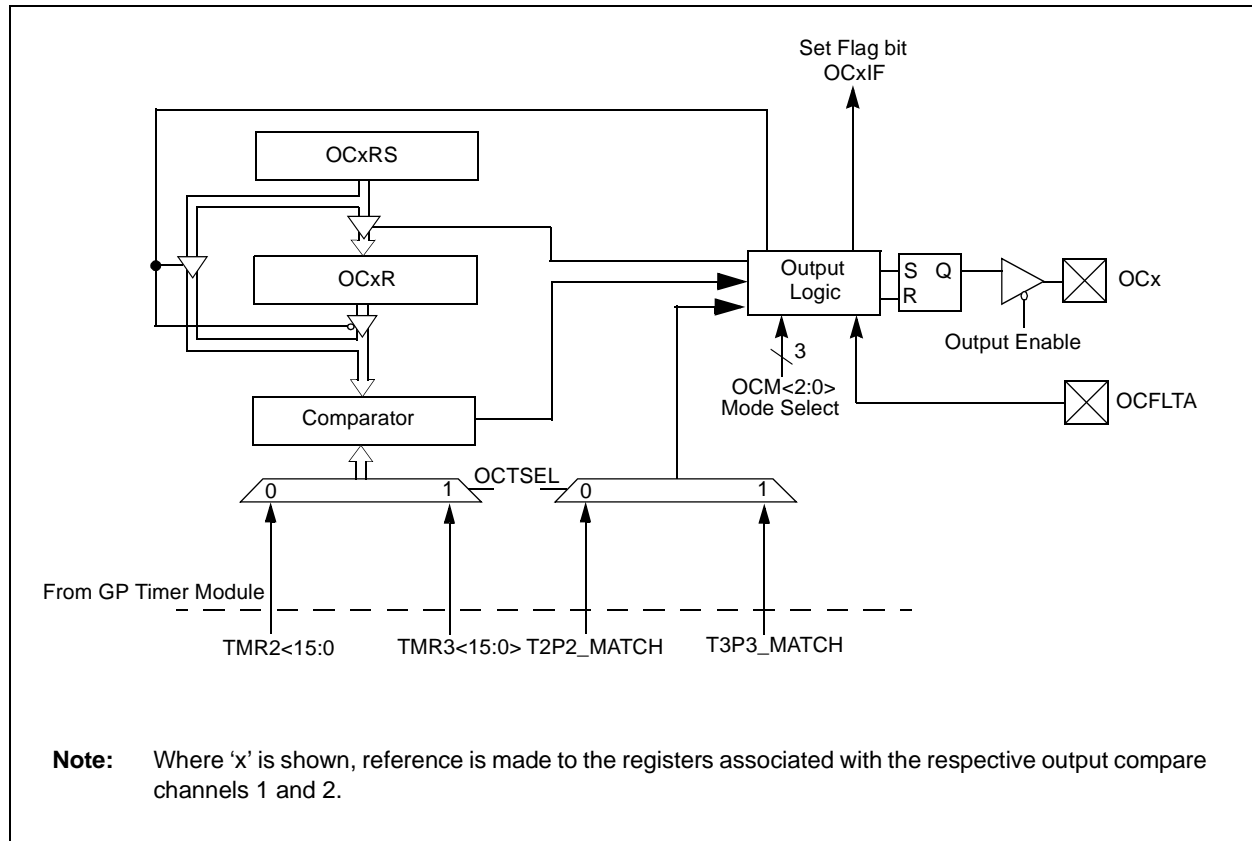 Set Flag bit
OCxIF
OCxRS
OCxR
Output
Logic
S Q
R
OCx
Output Enable
3
OCM<2:0>
Mode Select
OCFLTA
Comparator
OCTSEL
0 1
0 1
From GP Timer Module
TMR2<15:0
TMR3<15:0>
T2P2_MATCH
T3P3_MATCH
Note: Where ‘x’ is shown, reference is made to the registers associated with the respective output compare
channels 1 and 2.